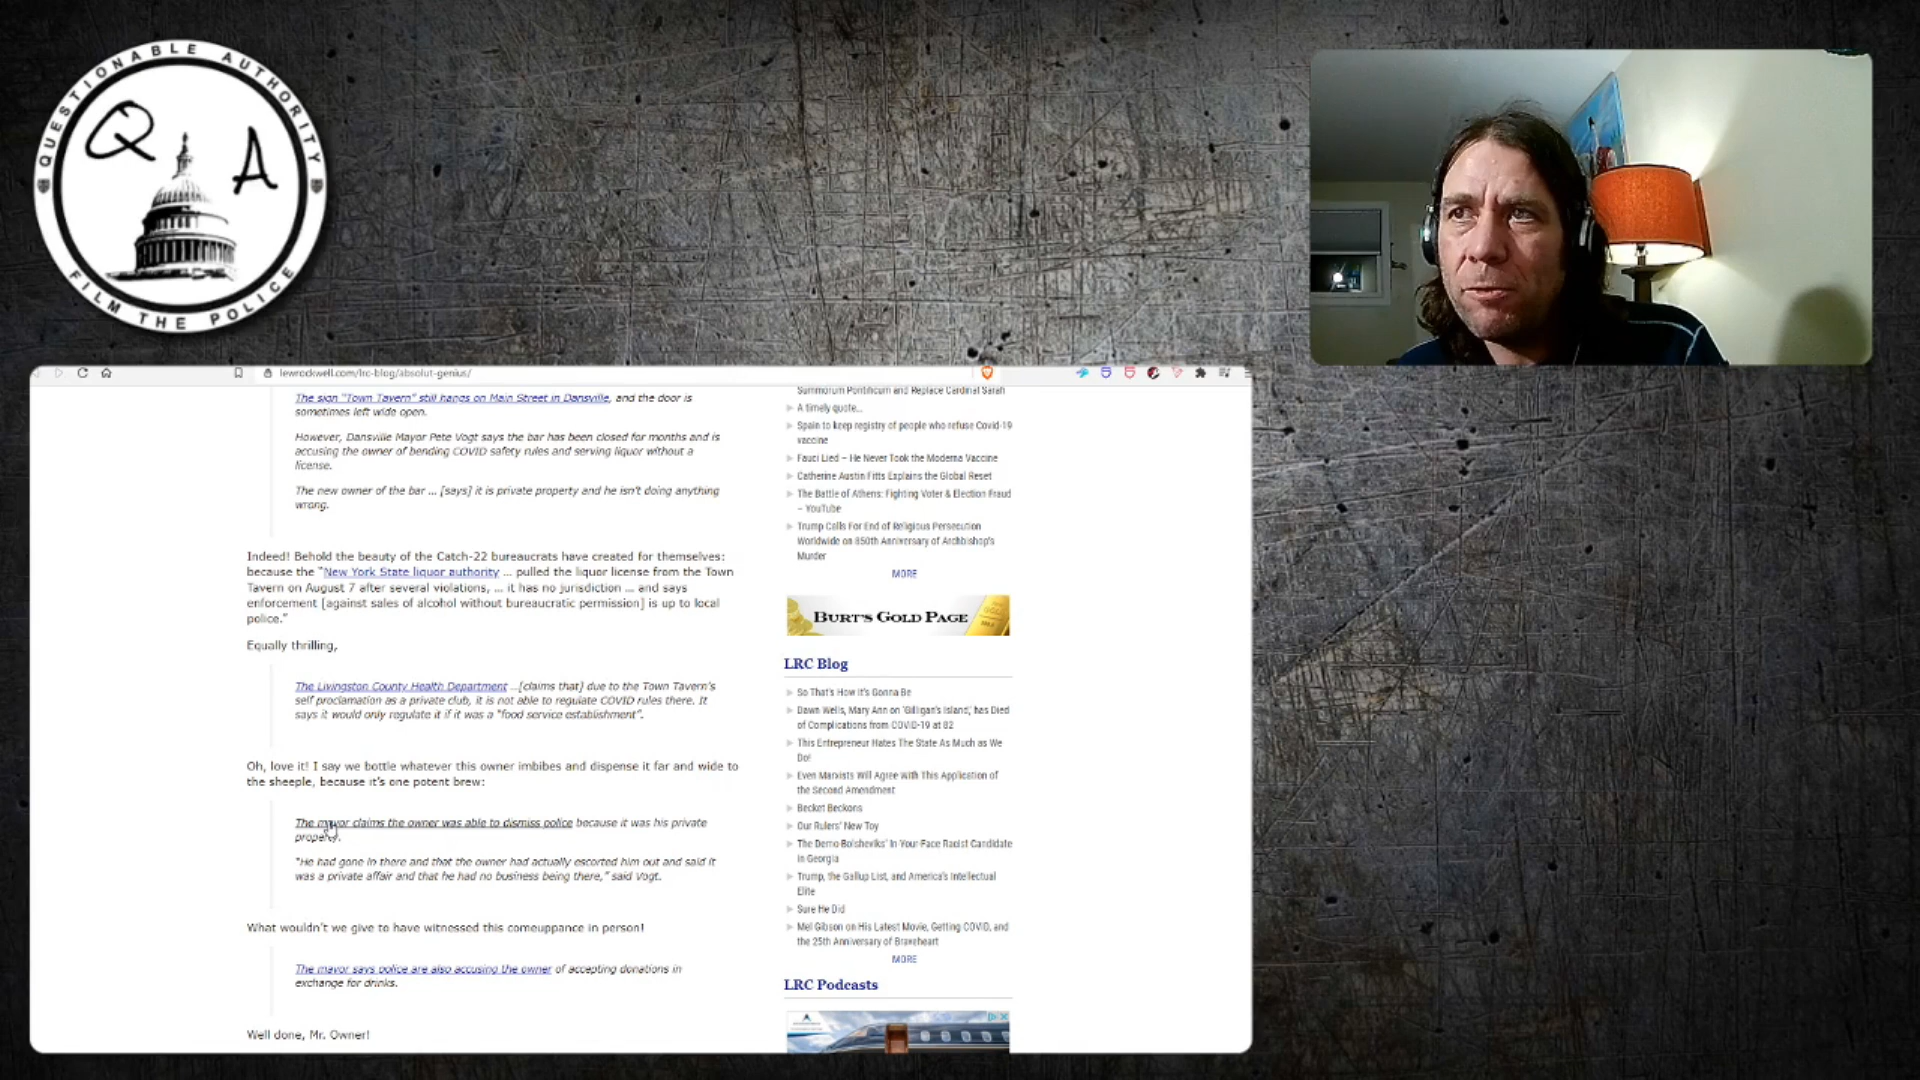 QUESTIONABLE AUTHORITY
QA
FILM THE POLICE
lewrockwell.com/lrc-blog/absolut-genius/
The sign "Town Tavern" still hangs on Main Street in Dansville, and the door is
sometimes left wide open.
However, Dansville Mayor Pete Vogt says the bar has been closed for months and is
accusing the owner of bending COVID safety rules and serving liquor without a
license.
The new owner of the bar ... [says] it is private property and he isn't doing anything
wrong.
Indeed! Behold the beauty of the Catch-22 bureaucrats have created for themselves:
because the "New York State liquor authority ... pulled the liquor license from the Town
Tavern on August 7 after several violations, ... it has no jurisdiction ... and says
enforcement [against sales of alcohol without bureaucratic permission] is up to local
police."
Equally thrilling,
The Livingston County Health Department ...[claims that] due to the Town Tavern's
self proclamation as a private club, it is not able to regulate COVID rules there. It
says it would only regulate it if it was a "food service establishment".
Oh, love it! I say we bottle whatever this owner imbibes and dispense it far and wide to
the sheeple, because it's one potent brew:
The mayor claims the owner was able to dismiss police because it was his private
property.
"He had gone in there and that the owner had actually escorted him out and said it
was a private affair and that he had no business being there," said Vogt.
What wouldn't we give to have witnessed this comeuppance in person!
The mayor says police are also accusing the owner of accepting donations in
exchange for drinks.
Well done, Mr. Owner!
Summorum Pontificum and Replace Cardinal Sarah
A timely quote...
Spain to keep registry of people who refuse Covid-19
vaccine
Fauci Lied – He Never Took the Moderna Vaccine
Catherine Austin Fitts Explains the Global Reset
The Battle of Athens: Fighting Voter & Election Fraud
– YouTube
Trump Calls For End of Religious Persecution
Worldwide on 850th Anniversary of Archbishop's
Murder
MORE
BURT'S GOLD PAGE
LRC Blog
So That's How It's Gonna Be
Dawn Wells, Mary Ann on 'Gilligan's Island,' has Died
of Complications from COVID-19 at 82
This Entrepreneur Hates The State As Much as We
Do!
Even Marxists Will Agree With This Application of
the Second Amendment
Becket Beckons
Our Rulers' New Toy
The Demo-Bolsheviks' In-Your-Face Racist Candidate
in Georgia
Trump, the Gallup List, and America's Intellectual
Elite
Sure He Did
Mel Gibson on His Latest Movie, Getting COVID, and
the 25th Anniversary of Braveheart
MORE
LRC Podcasts